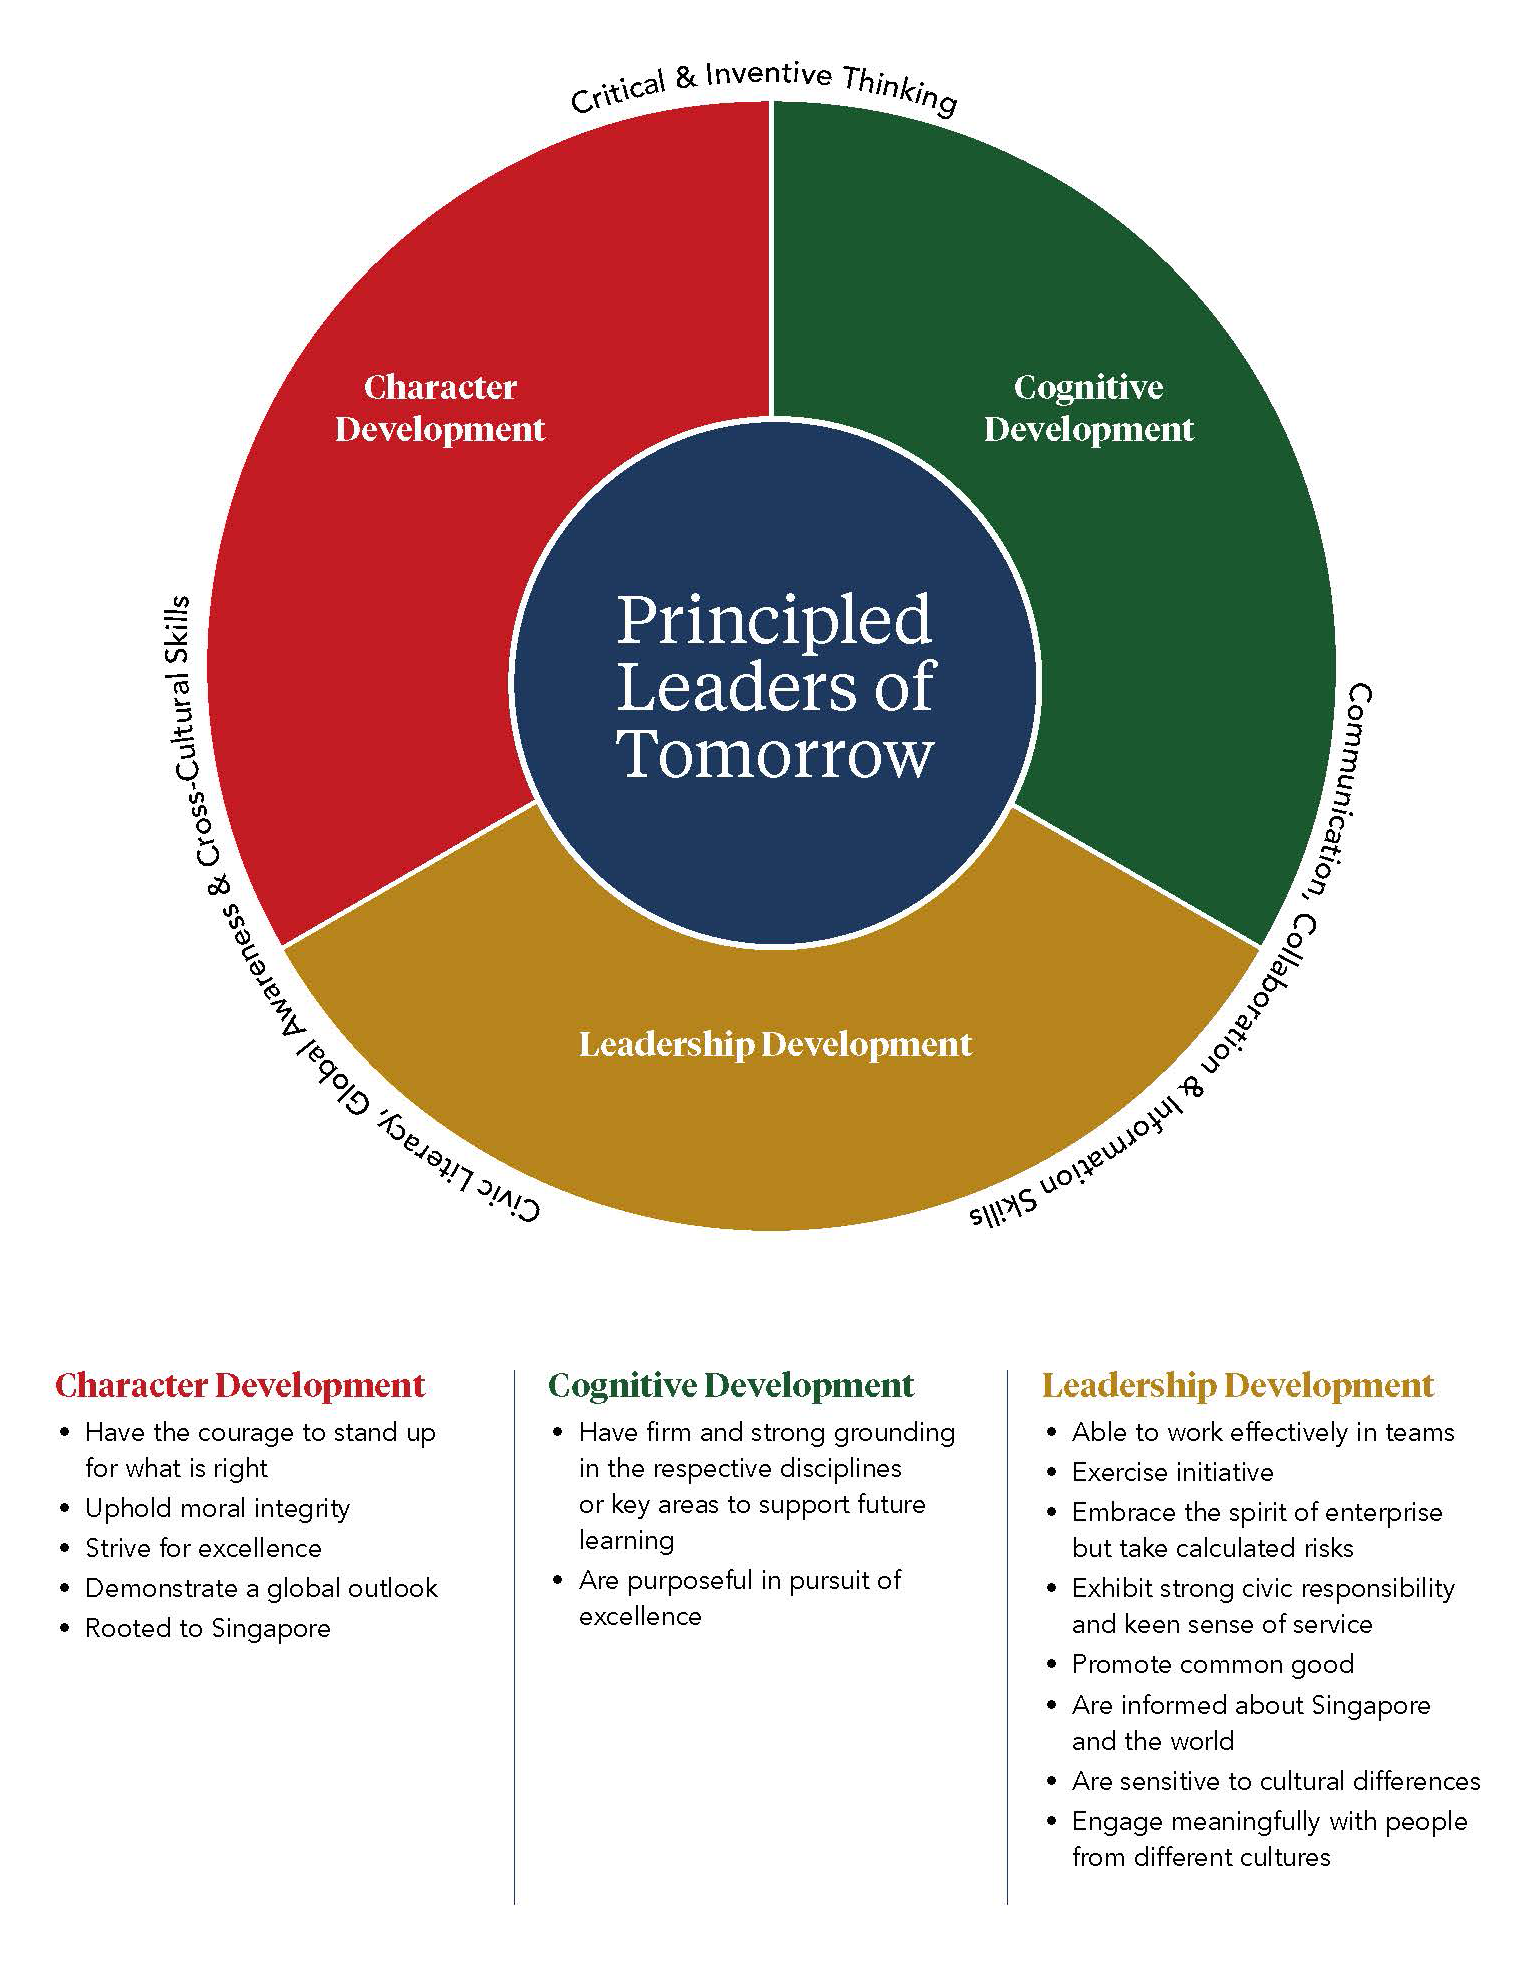 Critical & Inventive Thinking
Character
Development
Cognitive
Development
Principled
Leaders of
Tomorrow
Leadership Development
Communication, Collaboration & Information Skills
Civic Literacy, Global Awareness & Cross-Cultural Skills
Character Development
• Have the courage to stand up
for what is right
• Uphold moral integrity
• Strive for excellence
• Demonstrate a global outlook
• Rooted to Singapore
Cognitive Development
• Have firm and strong grounding
in the respective disciplines
or key areas to support future
learning
• Are purposeful in pursuit of
excellence
Leadership Development
• Able to work effectively in teams
• Exercise initiative
• Embrace the spirit of enterprise
but take calculated risks
• Exhibit strong civic responsibility
and keen sense of service
• Promote common good
• Are informed about Singapore
and the world
• Are sensitive to cultural differences
• Engage meaningfully with people
from different cultures